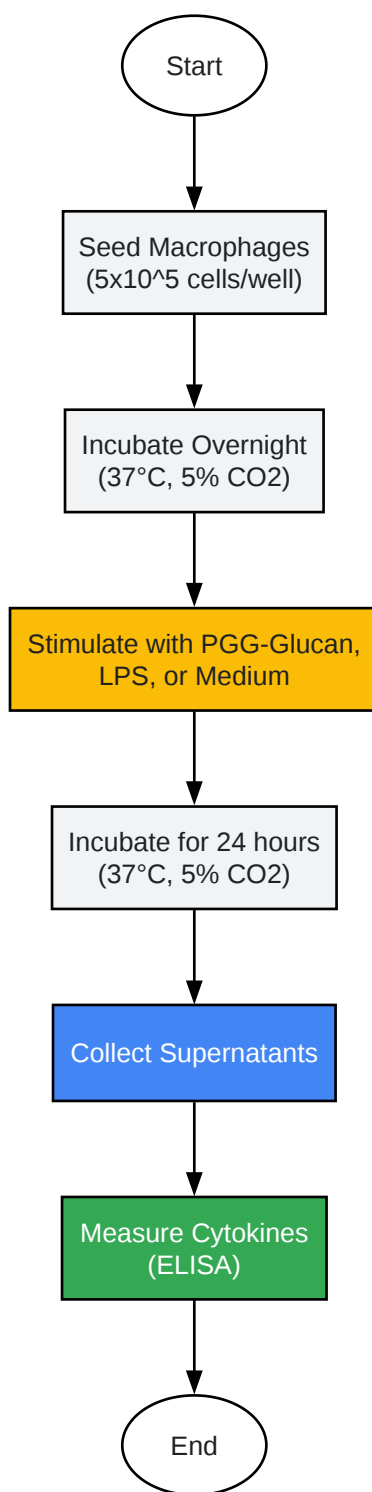 Start
Seed Macrophages
(5x10^5 cells/well)
Incubate Overnight
(37°C, 5% CO2)
Stimulate with PGG-Glucan,
LPS, or Medium
Incubate for 24 hours
(37°C, 5% CO2)
Collect Supernatants
Measure Cytokines
(ELISA)
End